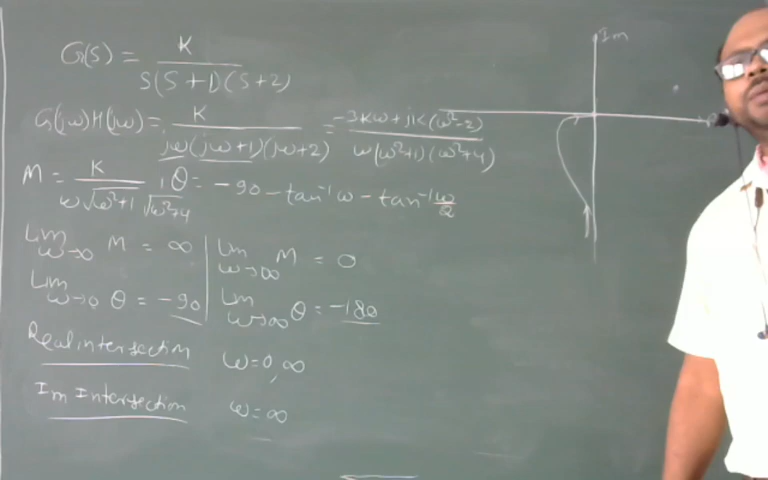 G(s) = K / s(s+1)(s+2)
G(jω)H(jω) = K / jω(jω+1)(jω+2) = -3Kω + jK(ω²-2) / ω(ω²+1)(ω²+4)
M = K / ω√ω²+1 √ω²+4 θ = -90 - tan⁻¹ω - tan⁻¹ ω/2
Lim ω→0 M = ∞ Lim ω→∞ M = 0
Lim ω→0 θ = -90 Lim ω→∞ θ = -180
Real intersection ω=0,∞
Im Intersection ω=∞
Im